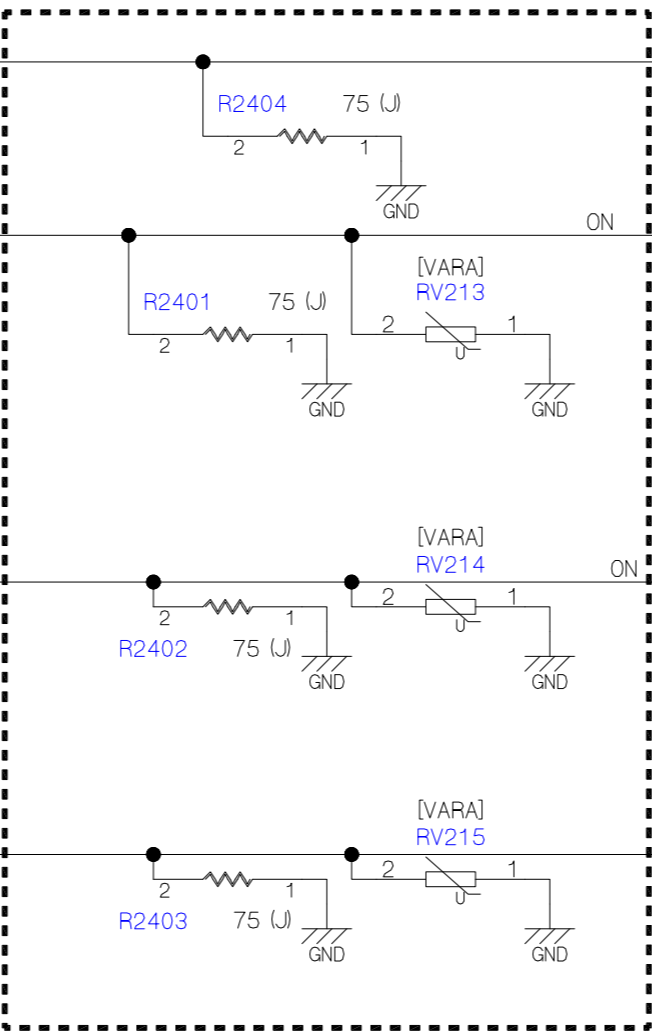 R2404 75 (J)
2 1
GND
ON
[VARA]
R2401 75 (J) RV213
2 1 2 1
U
GND GND
[VARA]
RV214 ON
2 1 2 1
U
R2402 75 (J)
GND GND
[VARA]
RV215
2 1 2 1
U
R2403 75 (J)
GND GND